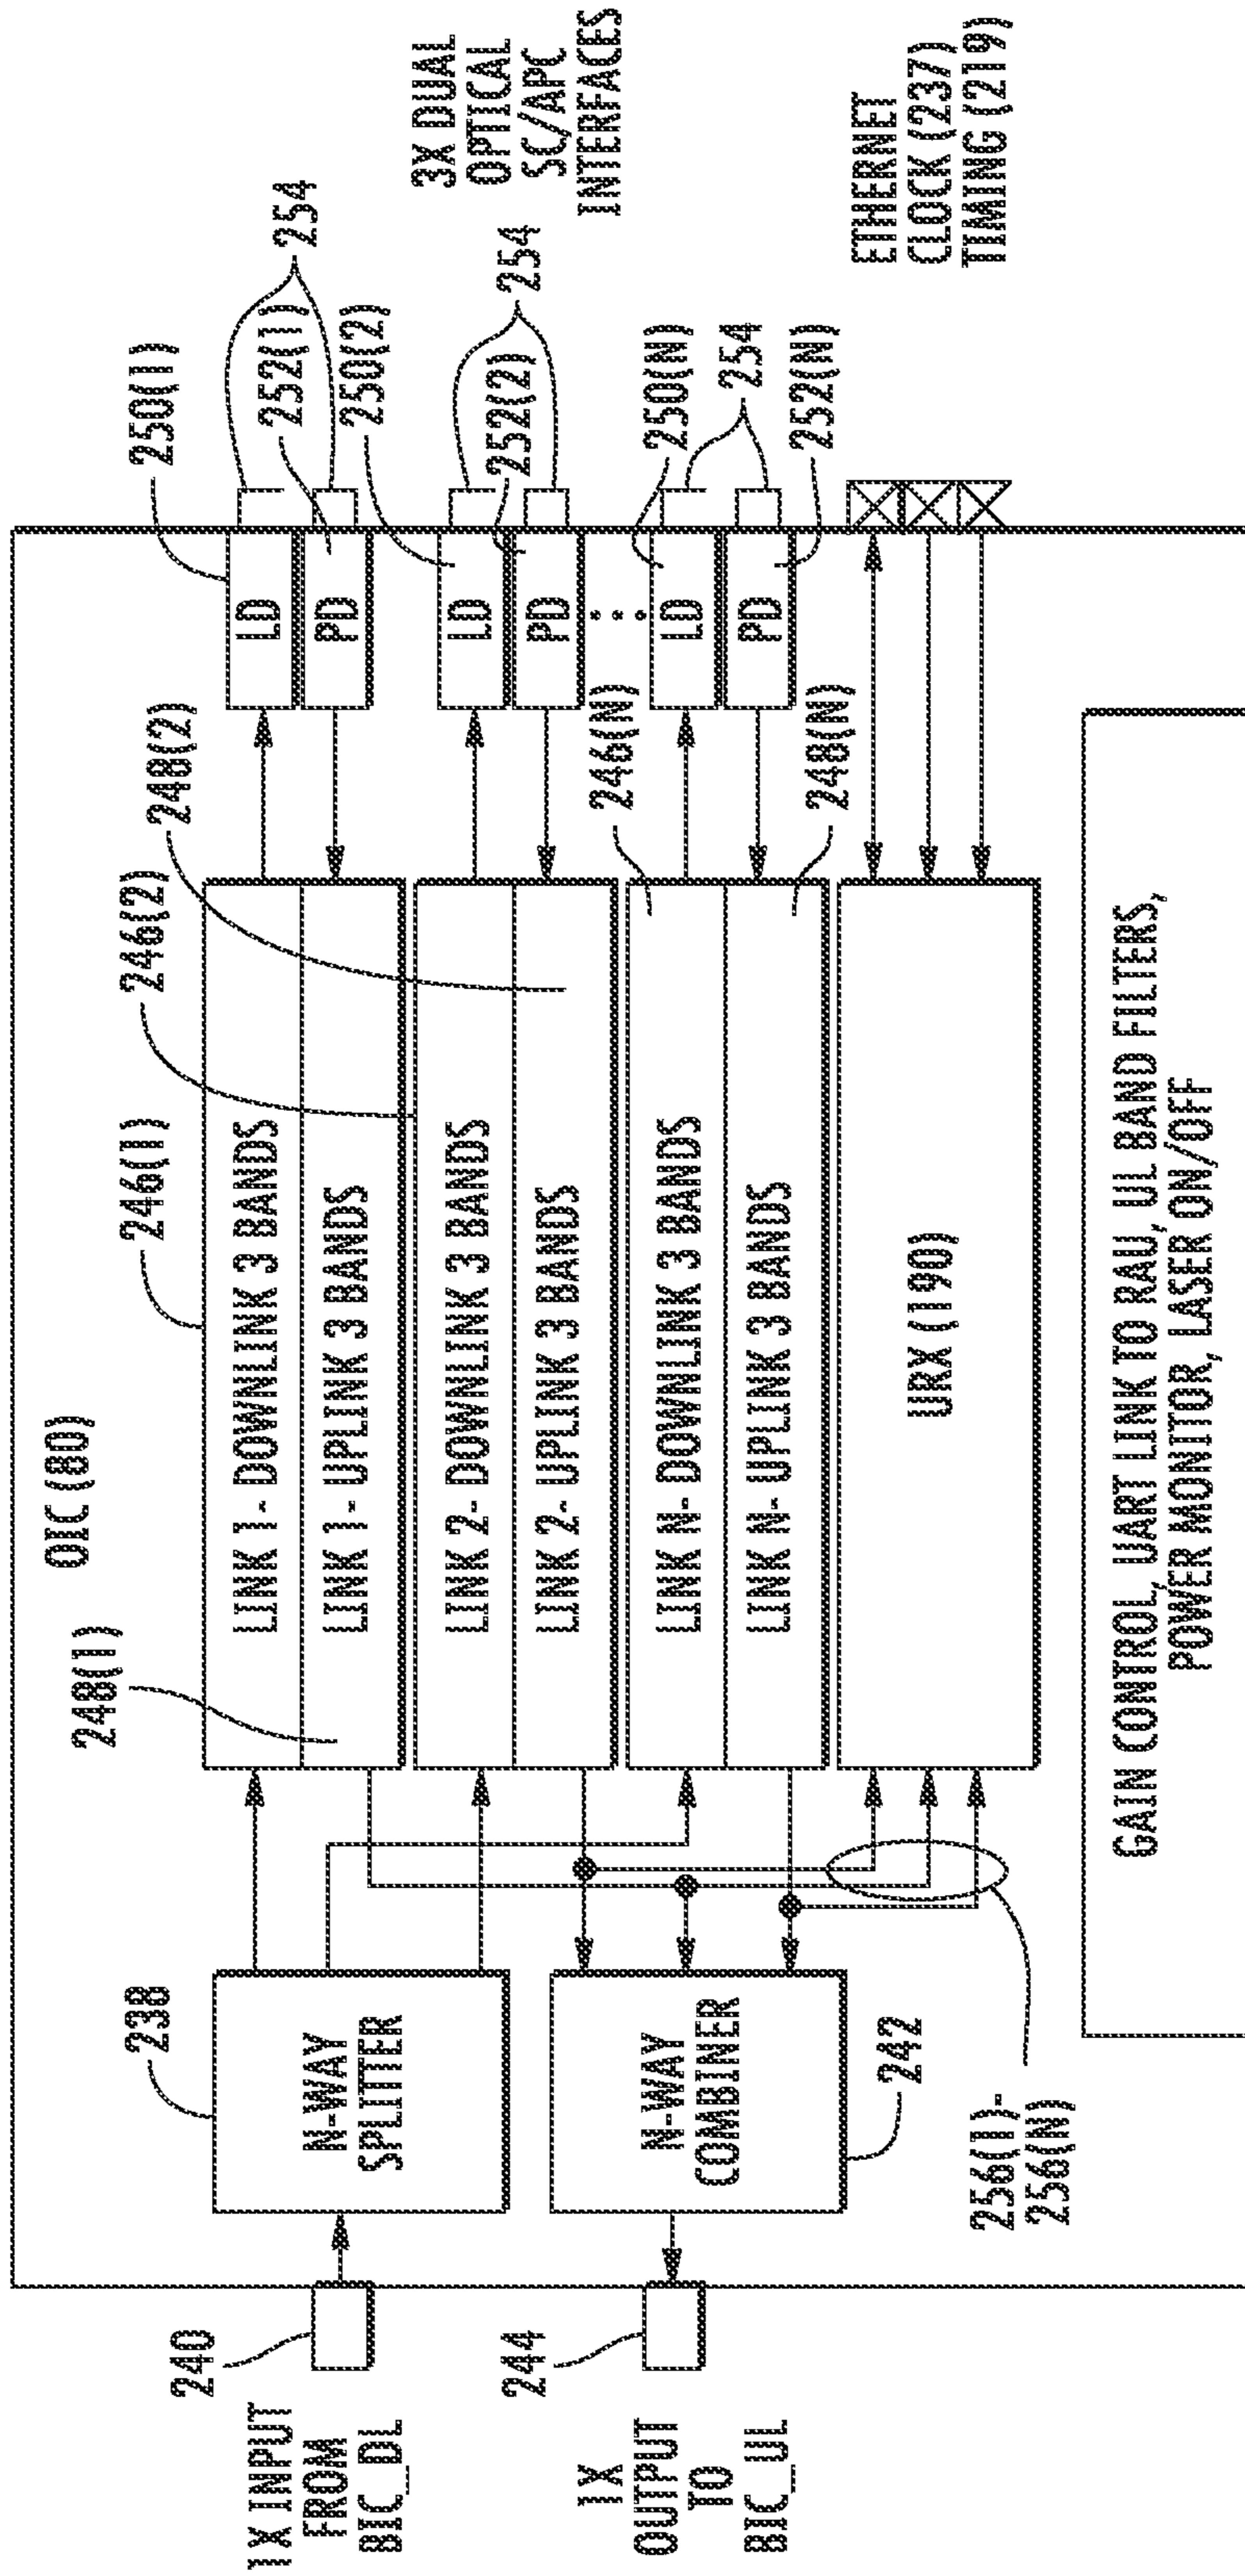 OIC (80)
1X INPUT
FROM
BIC_DL
240
238
N-WAY
SPLITTER
1X
OUTPUT
TO
BIC_UL
244
N-WAY
COMBINER
242
256(1)-
256(N)
248(1)
246(1)
246(2)
248(2)
LINK 1- DOWNLINK 3 BANDS
LINK 1- UPLINK 3 BANDS
LINK 2- DOWNLINK 3 BANDS
LINK 2- UPLINK 3 BANDS
LINK N- DOWNLINK 3 BANDS
LINK N- UPLINK 3 BANDS
246(N)
248(N)
URX (190)
250(1)
LD
PD
252(1)
254
250(2)
LD
PD
252(2)
254
250(N)
LD
PD
254
252(N)
3X DUAL
OPTICAL
SC/APC
INTERFACES
ETHERNET
CLOCK (237)
TIMING (219)
GAIN CONTROL, UART LINK TO RAU, UL BAND FILTERS,
POWER MONITOR, LASER ON/OFF